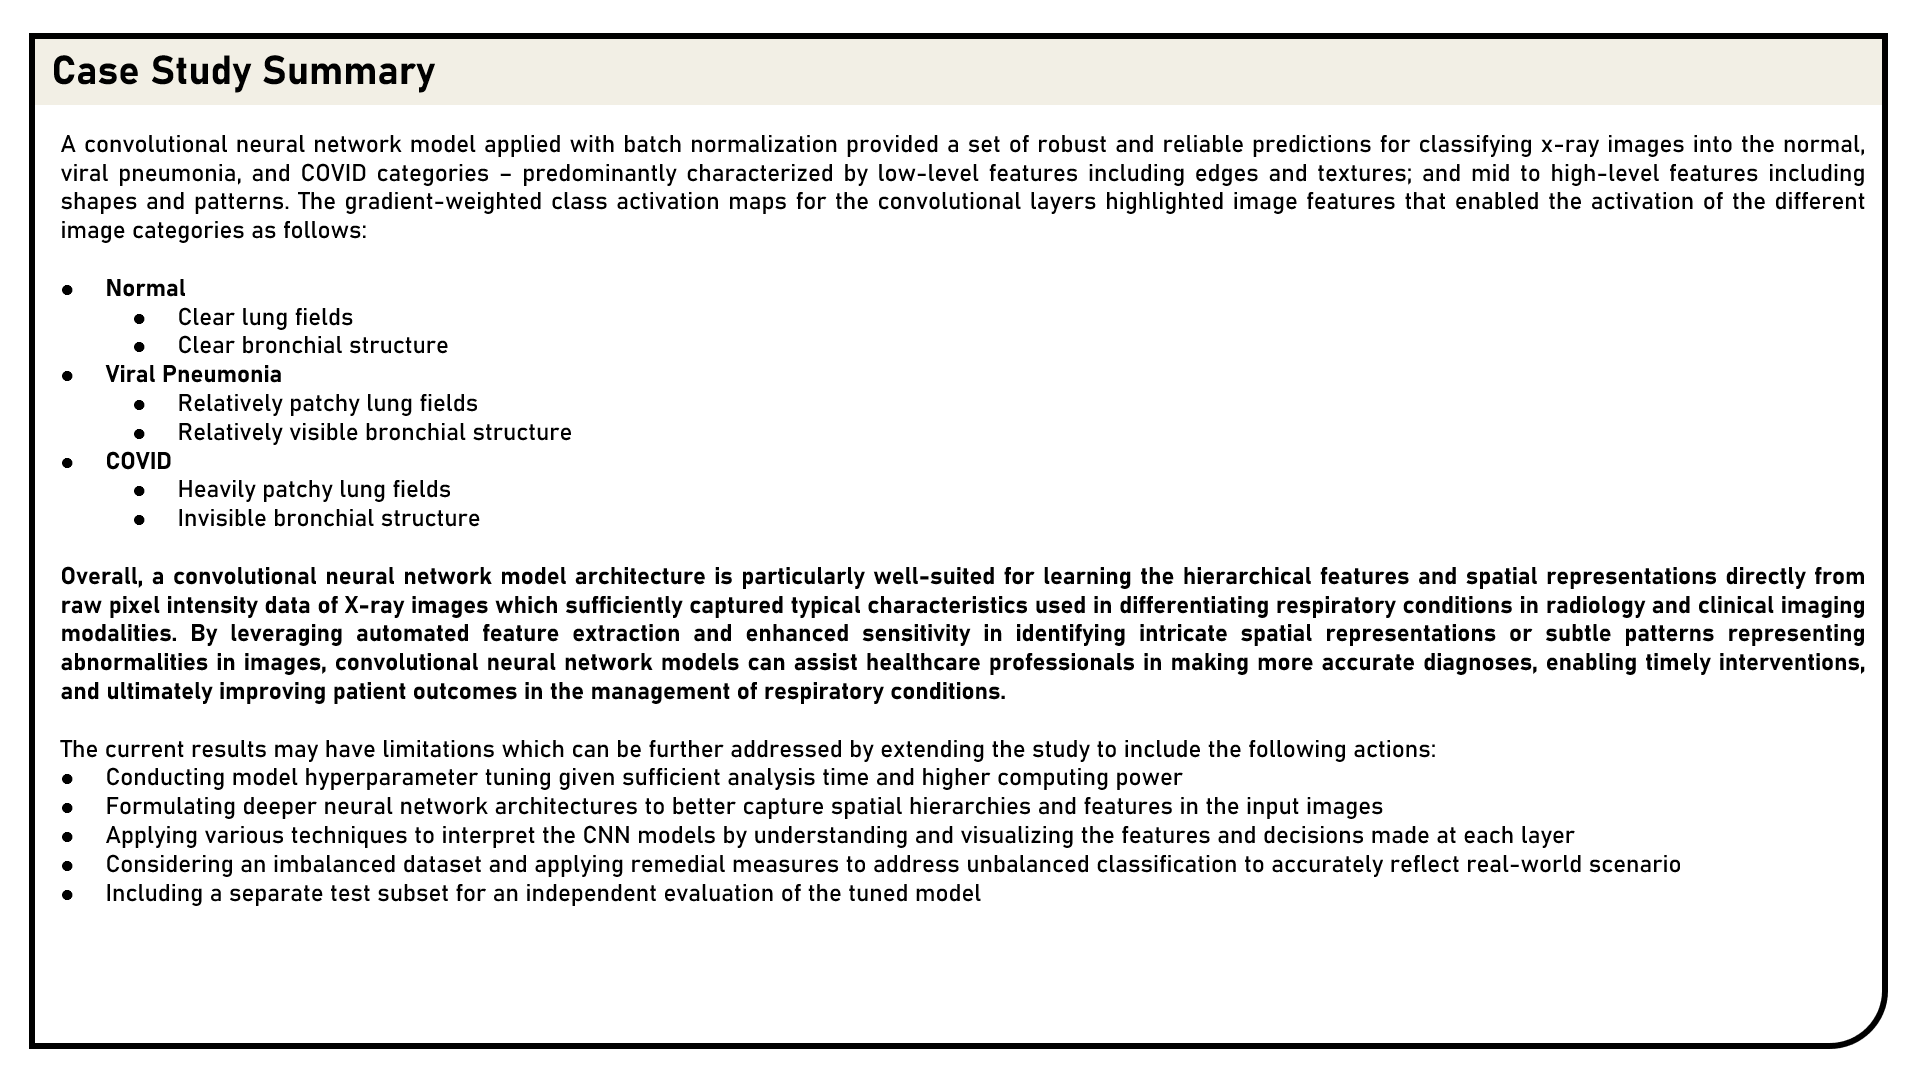 Case Study Summary
A convolutional neural network model applied with batch normalization provided a set of robust and reliable predictions for classifying x-ray images into the normal,
viral pneumonia, and COVID categories – predominantly characterized by low-level features including edges and textures; and mid to high-level features including
shapes and patterns. The gradient-weighted class activation maps for the convolutional layers highlighted image features that enabled the activation of the different
image categories as follows:
● Normal
● Clear lung fields
● Clear bronchial structure
● Viral Pneumonia
● Relatively patchy lung fields
● Relatively visible bronchial structure
● COVID
● Heavily patchy lung fields
● Invisible bronchial structure
Overall, a convolutional neural network model architecture is particularly well-suited for learning the hierarchical features and spatial representations directly from
raw pixel intensity data of X-ray images which sufficiently captured typical characteristics used in differentiating respiratory conditions in radiology and clinical imaging
modalities. By leveraging automated feature extraction and enhanced sensitivity in identifying intricate spatial representations or subtle patterns representing
abnormalities in images, convolutional neural network models can assist healthcare professionals in making more accurate diagnoses, enabling timely interventions,
and ultimately improving patient outcomes in the management of respiratory conditions.
The current results may have limitations which can be further addressed by extending the study to include the following actions:
● Conducting model hyperparameter tuning given sufficient analysis time and higher computing power
● Formulating deeper neural network architectures to better capture spatial hierarchies and features in the input images
● Applying various techniques to interpret the CNN models by understanding and visualizing the features and decisions made at each layer
● Considering an imbalanced dataset and applying remedial measures to address unbalanced classification to accurately reflect real-world scenario
● Including a separate test subset for an independent evaluation of the tuned model